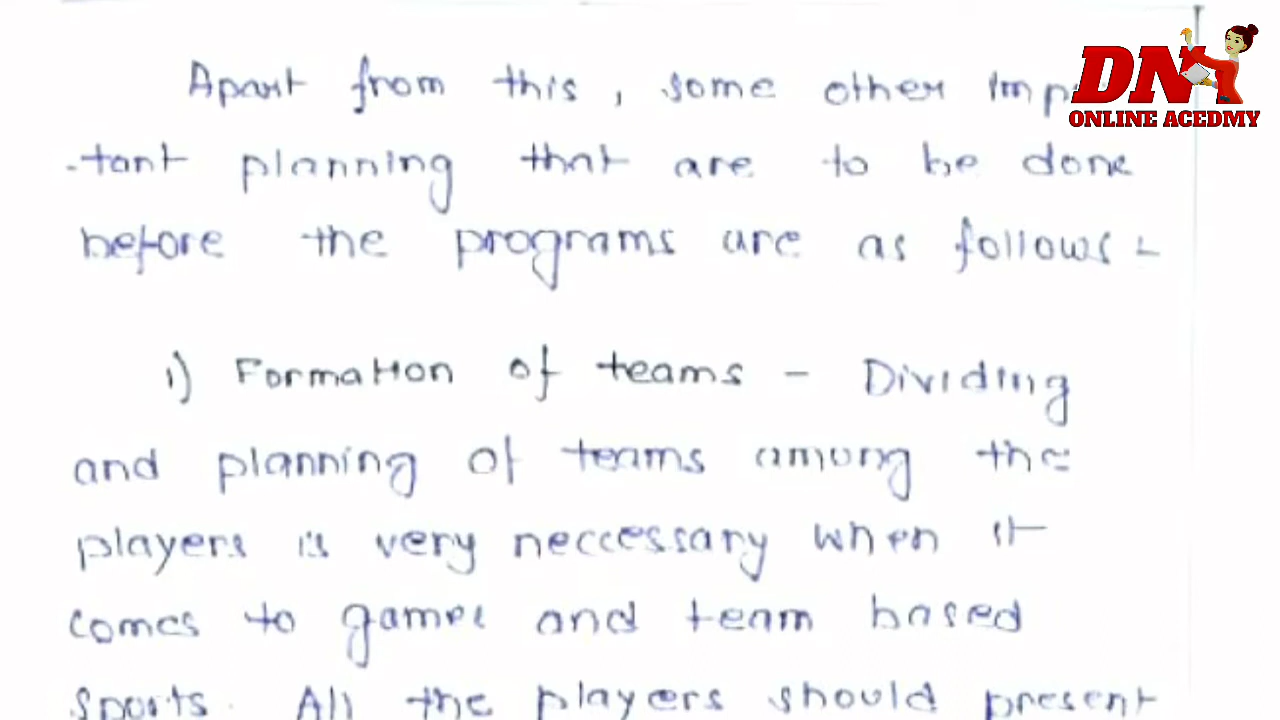 Apart from this, some other imp
-tant planning that are to be done
before the programs are as follows :-
1) Formation of teams - Dividing
and planning of teams among the
players is very neccessary when it
comes to games and team based
sports. All the players should present
DN
ONLINE ACEDMY